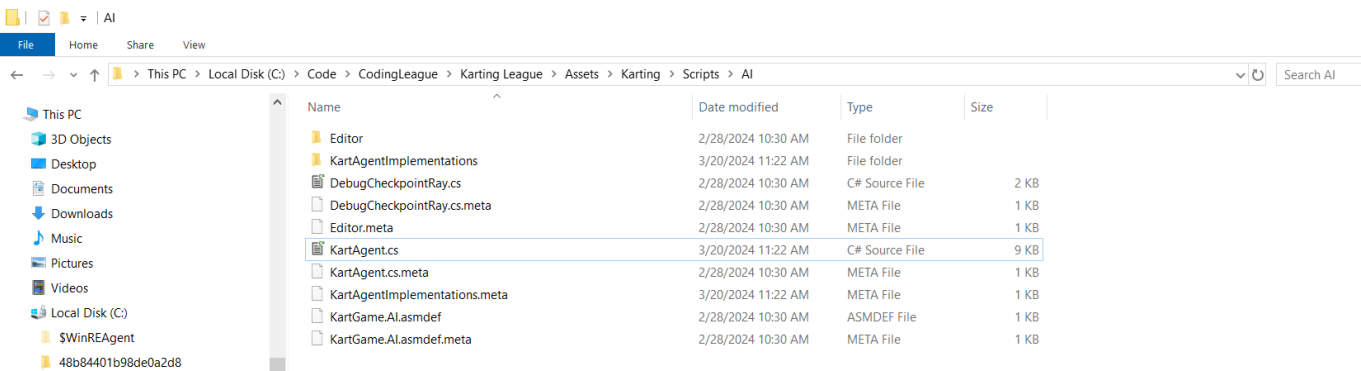 AI
File Home Share View
This PC Local Disk (C:) Code CodingLeague Karting League Assets Karting Scripts AI Search AI
Name Date modified Type Size
This PC
3D Objects
Desktop
Documents
Downloads
Music
Pictures
Videos
Local Disk (C:)
$WinREAgent
48b84401b98de0a2d8
Editor 2/28/2024 10:30 AM File folder
KartAgentImplementations 3/20/2024 11:22 AM File folder
DebugCheckpointRay.cs 2/28/2024 10:30 AM C# Source File 2 KB
DebugCheckpointRay.cs.meta 2/28/2024 10:30 AM META File 1 KB
Editor.meta 2/28/2024 10:30 AM META File 1 KB
KartAgent.cs 3/20/2024 11:22 AM C# Source File 9 KB
KartAgent.cs.meta 2/28/2024 10:30 AM META File 1 KB
KartAgentImplementations.meta 3/20/2024 11:22 AM META File 1 KB
KartGame.AI.asmdef 2/28/2024 10:30 AM ASMDEF File 1 KB
KartGame.AI.asmdef.meta 2/28/2024 10:30 AM META File 1 KB